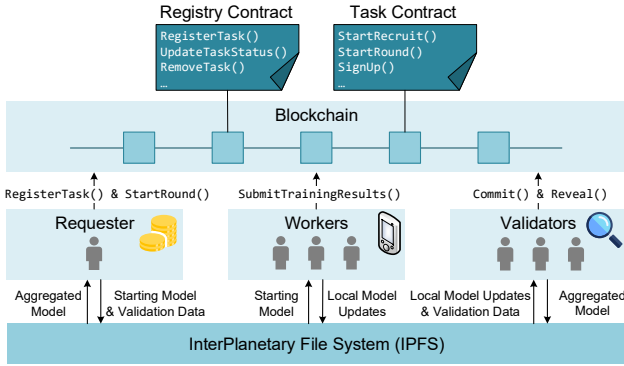 Registry Contract
Task Contract
RegisterTask()
UpdateTaskStatus()
RemoveTask()
…
StartRecruit()
StartRound()
SignUp()
…
Blockchain
RegisterTask() & StartRound()
SubmitTrainingResults()
Commit() & Reveal()
Requester
Workers
Validators
Aggregated
Model
Starting Model
& Validation Data
Starting
Model
Local Model
Updates
Local Model Updates
& Validation Data
Aggregated
Model
InterPlanetary File System (IPFS)